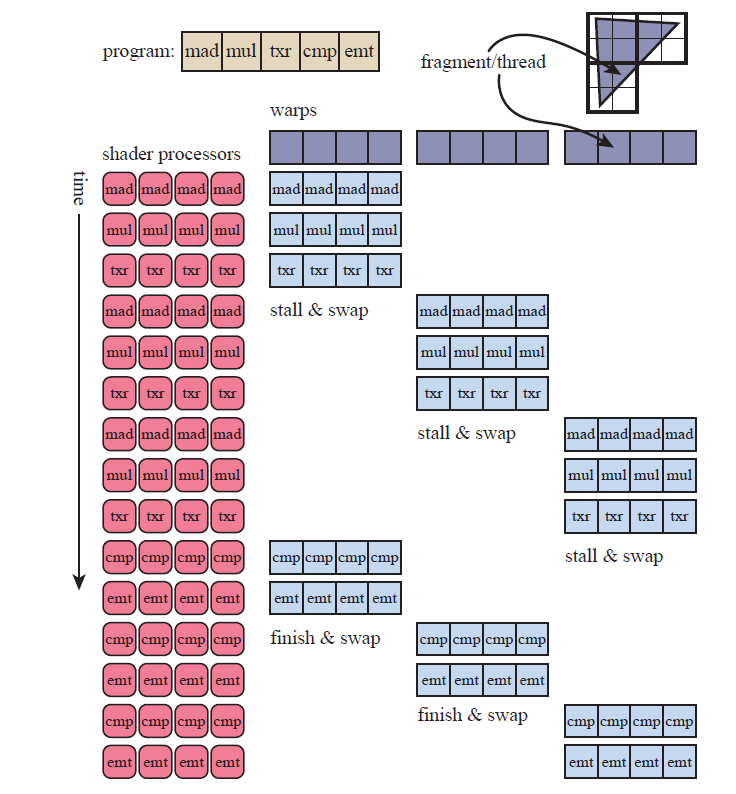 program: mad mul txr cmp emt
fragment/thread
warps
shader processors
time
mad mad mad mad mad mad mad mad
mul mul mul mul mul mul mul mul
txr txr txr txr txr txr txr txr
mad mad mad mad stall & swap mad mad mad mad
mul mul mul mul mul mul mul mul
txr txr txr txr txr txr txr txr
mad mad mad mad stall & swap mad mad mad mad
mul mul mul mul mul mul mul mul
txr txr txr txr txr txr txr txr
cmp cmp cmp cmp cmp cmp cmp cmp stall & swap
emt emt emt emt emt emt emt emt
cmp cmp cmp cmp finish & swap cmp cmp cmp cmp
emt emt emt emt emt emt emt emt
cmp cmp cmp cmp finish & swap cmp cmp cmp cmp
emt emt emt emt emt emt emt emt